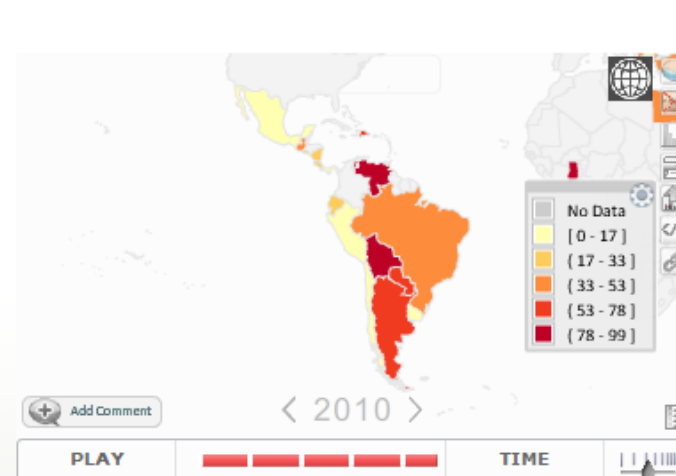 No Data
[ 0 - 17 ]
( 17 - 33 ]
( 33 - 53 ]
( 53 - 78 ]
( 78 - 99 ]
Add Comment
< 2010 >
PLAY TIME